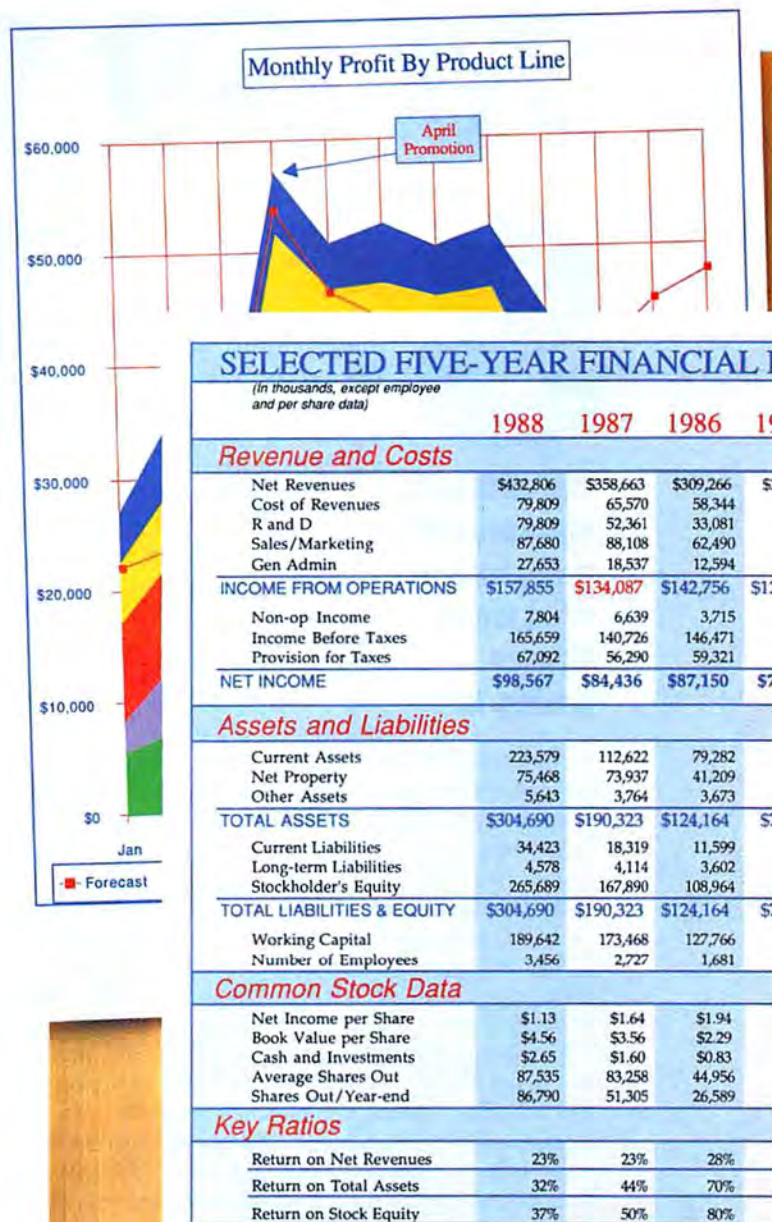 Monthly Profit By Product Line
April
Promotion
$60,000
$50,000
$40,000
$30,000
$20,000
$10,000
$0
Jan
Forecast
SELECTED FIVE-YEAR FINANCIAL
(In thousands, except employee
and per share data)
1988 1987 1986
Revenue and Costs
Net Revenues $432,806 $358,663 $309,266
Cost of Revenues 79,809 65,570 58,344
R and D 79,809 52,361 33,081
Sales/Marketing 87,680 88,108 62,490
Gen Admin 27,653 18,537 12,594
INCOME FROM OPERATIONS $157,855 $134,087 $142,756
Non-op Income 7,804 6,639 3,715
Income Before Taxes 165,659 140,726 146,471
Provision for Taxes 67,092 56,290 59,321
NET INCOME $98,567 $84,436 $87,150
Assets and Liabilities
Current Assets 223,579 112,622 79,282
Net Property 75,468 73,937 41,209
Other Assets 5,643 3,764 3,673
TOTAL ASSETS $304,690 $190,323 $124,164
Current Liabilities 34,423 18,319 11,599
Long-term Liabilities 4,578 4,114 3,602
Stockholder's Equity 265,689 167,890 108,964
TOTAL LIABILITIES & EQUITY $304,690 $190,323 $124,164
Working Capital 189,642 173,468 127,766
Number of Employees 3,456 2,727 1,681
Common Stock Data
Net Income per Share $1.13 $1.64 $1.94
Book Value per Share $4.56 $3.56 $2.29
Cash and Investments $2.65 $1.60 $0.83
Average Shares Out 87,535 83,258 44,956
Shares Out/Year-end 86,790 51,305 26,589
Key Ratios
Return on Net Revenues 23% 23% 28%
Return on Total Assets 32% 44% 70%
Return on Stock Equity 37% 50% 80%